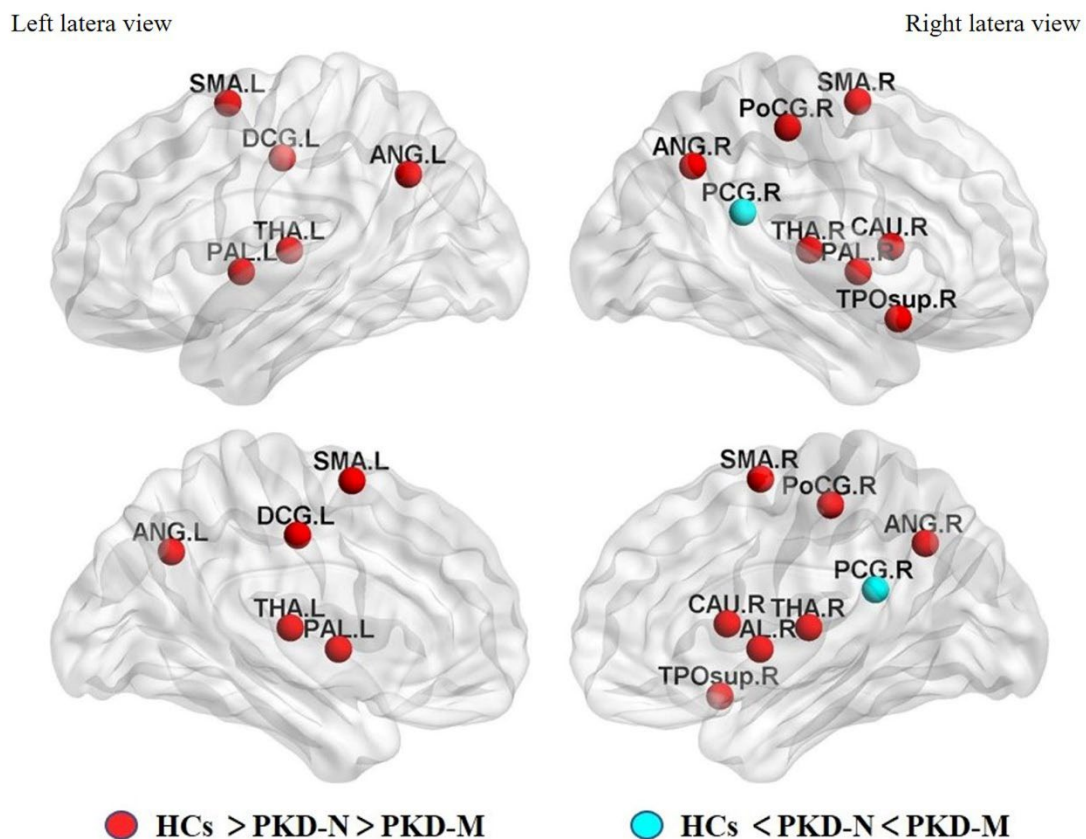 Left latera view
Right latera view
SMA.L
DCG.L
ANG.L
THA.L
PAL.L
SMA.R
PoCG.R
ANG.R
PCG.R
THA.R
CAU.R
PAL.R
TPOsup.R
SMA.L
DCG.L
ANG.L
THA.L
PAL.L
SMA.R
PoCG.R
ANG.R
PCG.R
CAU.R
THA.R
AL.R
TPOsup.R
HCs >PKD-N>PKD-M
HCs <PKD-N<PKD-M